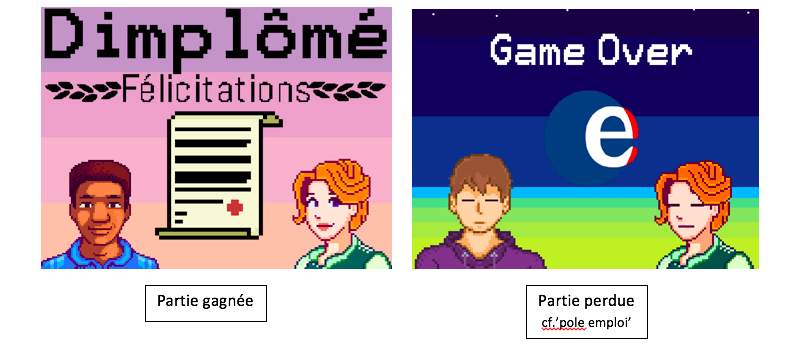 Dimplômé
Félicitations
Game Over
e
Partie gagnée
Partie perdue
cf.'pole emploi'